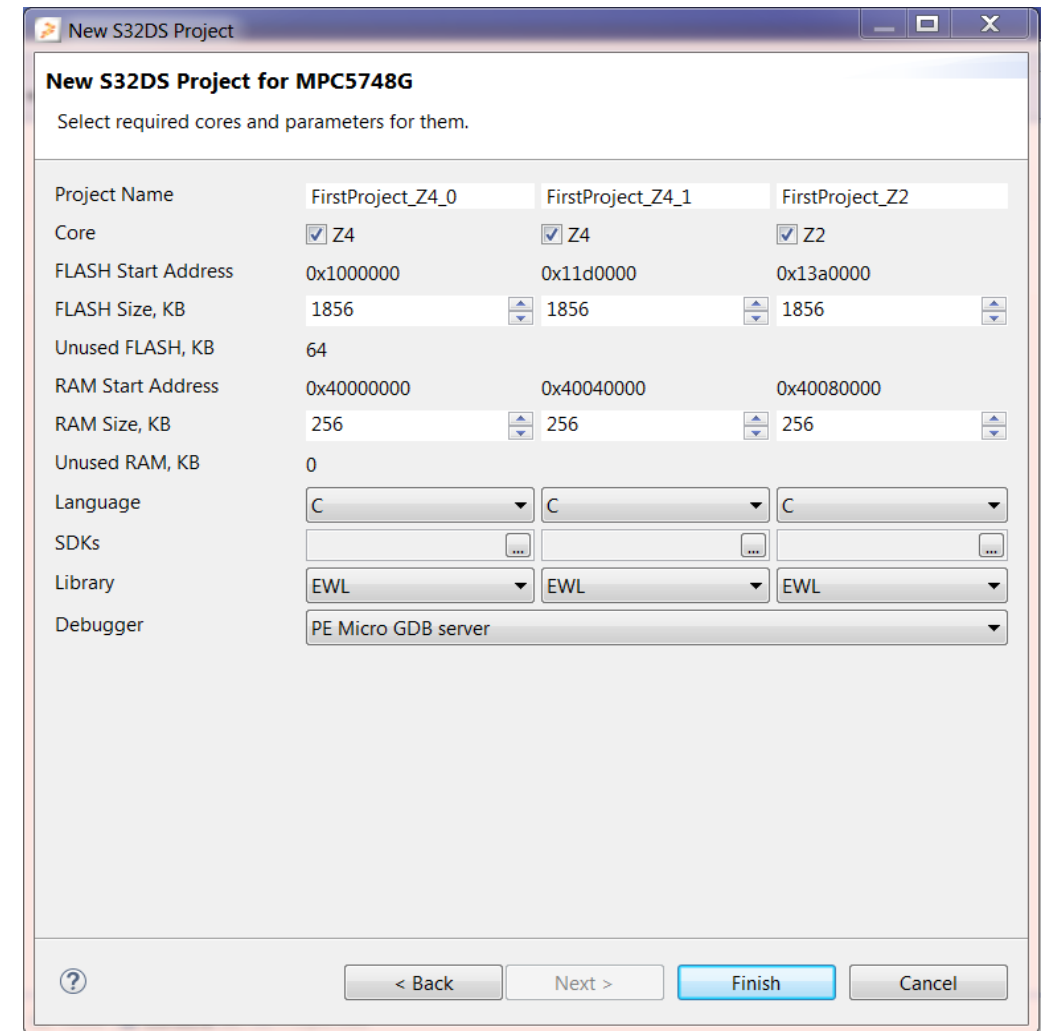 New S32DS Project
New S32DS Project for MPC5748G
Select required cores and parameters for them.
Project Name FirstProject_Z4_0 FirstProject_Z4_1 FirstProject_Z2
Core Z4 Z4 Z2
FLASH Start Address 0x1000000 0x11d0000 0x13a0000
FLASH Size, KB 1856 1856 1856
Unused FLASH, KB 64
RAM Start Address 0x40000000 0x40040000 0x40080000
RAM Size, KB 256 256 256
Unused RAM, KB 0
Language C C C
SDKs ... ... ...
Library EWL EWL EWL
Debugger PE Micro GDB server
? < Back Next > Finish Cancel